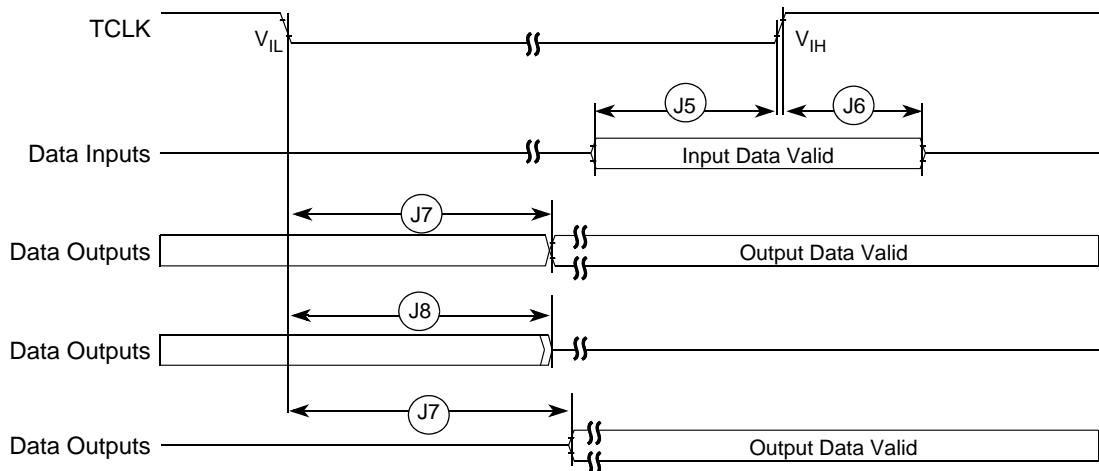 TCLK
V_IL
V_IH
J5
J6
Data Inputs
Input Data Valid
J7
Data Outputs
Output Data Valid
J8
Data Outputs
J7
Data Outputs
Output Data Valid